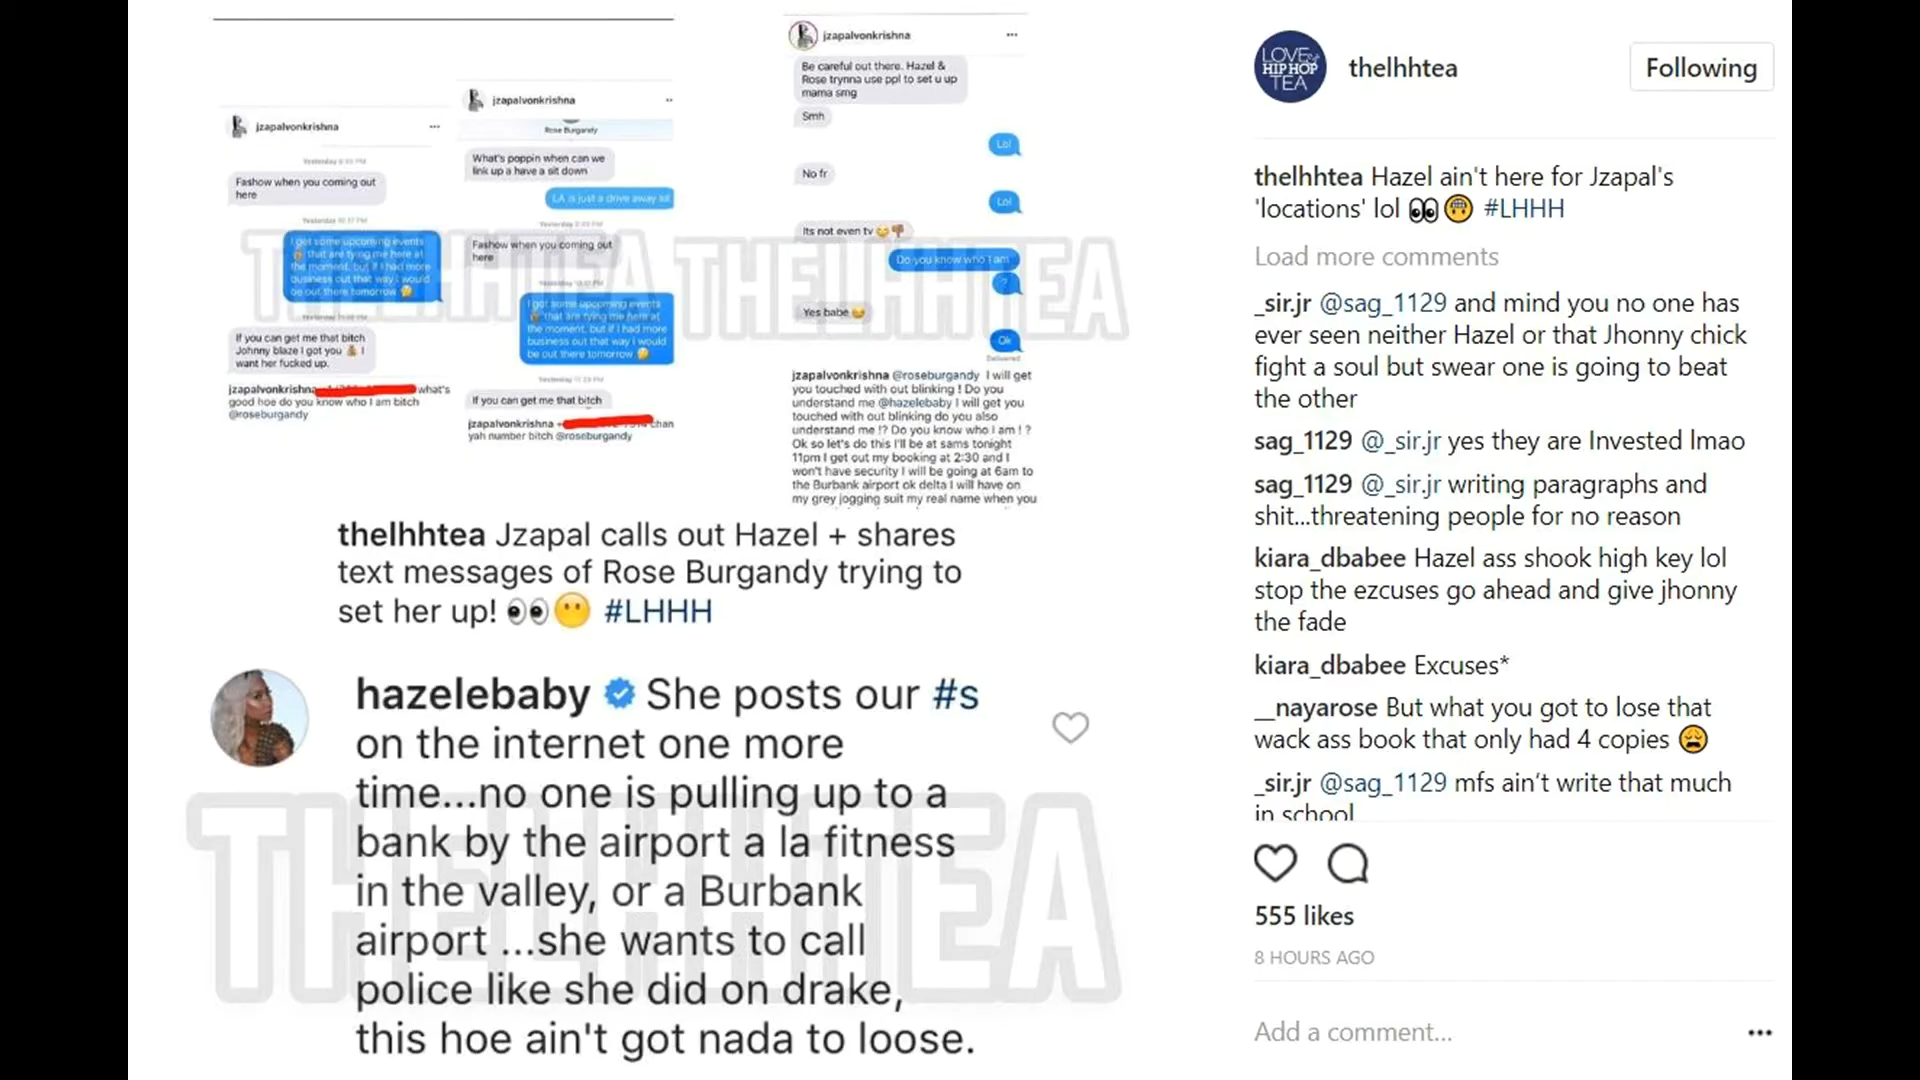 jzapalvonkrishna
Yesterday 6:55 PM
Fashow when you coming out
here
Yesterday 10:37 PM
I got some upcoming events
that are tying me here at
the moment, but if I had more
business out that way I would
be out there tomorrow
If you can get me that bitch
Johnny blaze I got you 💰 I
want her fucked up.
jzapalvonkrishna what's
good hoe do you know who I am bitch
@roseburgandy
jzapalvonkrishna
Rose Burgandy
What's poppin when can we
link up a have a sit down
LA is just a drive away lol
Fashow when you coming out
here
I got some upcoming events
that are tying me here at
the moment, but if I had more
business out that way I would
be out there tomorrow
Yesterday 11:29 PM
If you can get me that bitch
jzapalvonkrishna chan
yah number bitch @roseburgandy
jzapalvonkrishna
Be careful out there. Hazel &
Rose trynna use ppl to set u up
mama smg
Smh
Lol
No fr
Lol
Its not even tv 😄👎🏾
Do you know who I am
?
Yes babe 😄
Ok
Delivered
jzapalvonkrishna @roseburgandy I will get
you touched with out blinking ! Do you
understand me @hazelebaby I will get you
touched with out blinking do you also
understand me !? Do you know who I am ! ?
Ok so let's do this I'll be at sams tonight
11pm I get out my booking at 2:30 and I
won't have security I will be going at 6am to
the Burbank airport ok delta I will have on
my grey jogging suit my real name when you
THELHHTEA THELHHTEA
thelhhtea Jzapal calls out Hazel + shares
text messages of Rose Burgandy trying to
set her up! 👀😶 #LHHH
hazelebaby She posts our #s
on the internet one more
time...no one is pulling up to a
bank by the airport a la fitness
in the valley, or a Burbank
airport ...she wants to call
police like she did on drake,
this hoe ain't got nada to loose.
THELHHTEA
LOVE &
HIP HOP
TEA
thelhhtea
Following
thelhhtea Hazel ain't here for Jzapal's
'locations' lol 👀😬 #LHHH
Load more comments
_sir.jr @sag_1129 and mind you no one has
ever seen neither Hazel or that Jhonny chick
fight a soul but swear one is going to beat
the other
sag_1129 @_sir.jr yes they are Invested lmao
sag_1129 @_sir.jr writing paragraphs and
shit...threatening people for no reason
kiara_dbabee Hazel ass shook high key lol
stop the ezcuses go ahead and give jhonny
the fade
kiara_dbabee Excuses*
__nayarose But what you got to lose that
wack ass book that only had 4 copies 😩
_sir.jr @sag_1129 mfs ain't write that much
in school
555 likes
8 HOURS AGO
Add a comment...